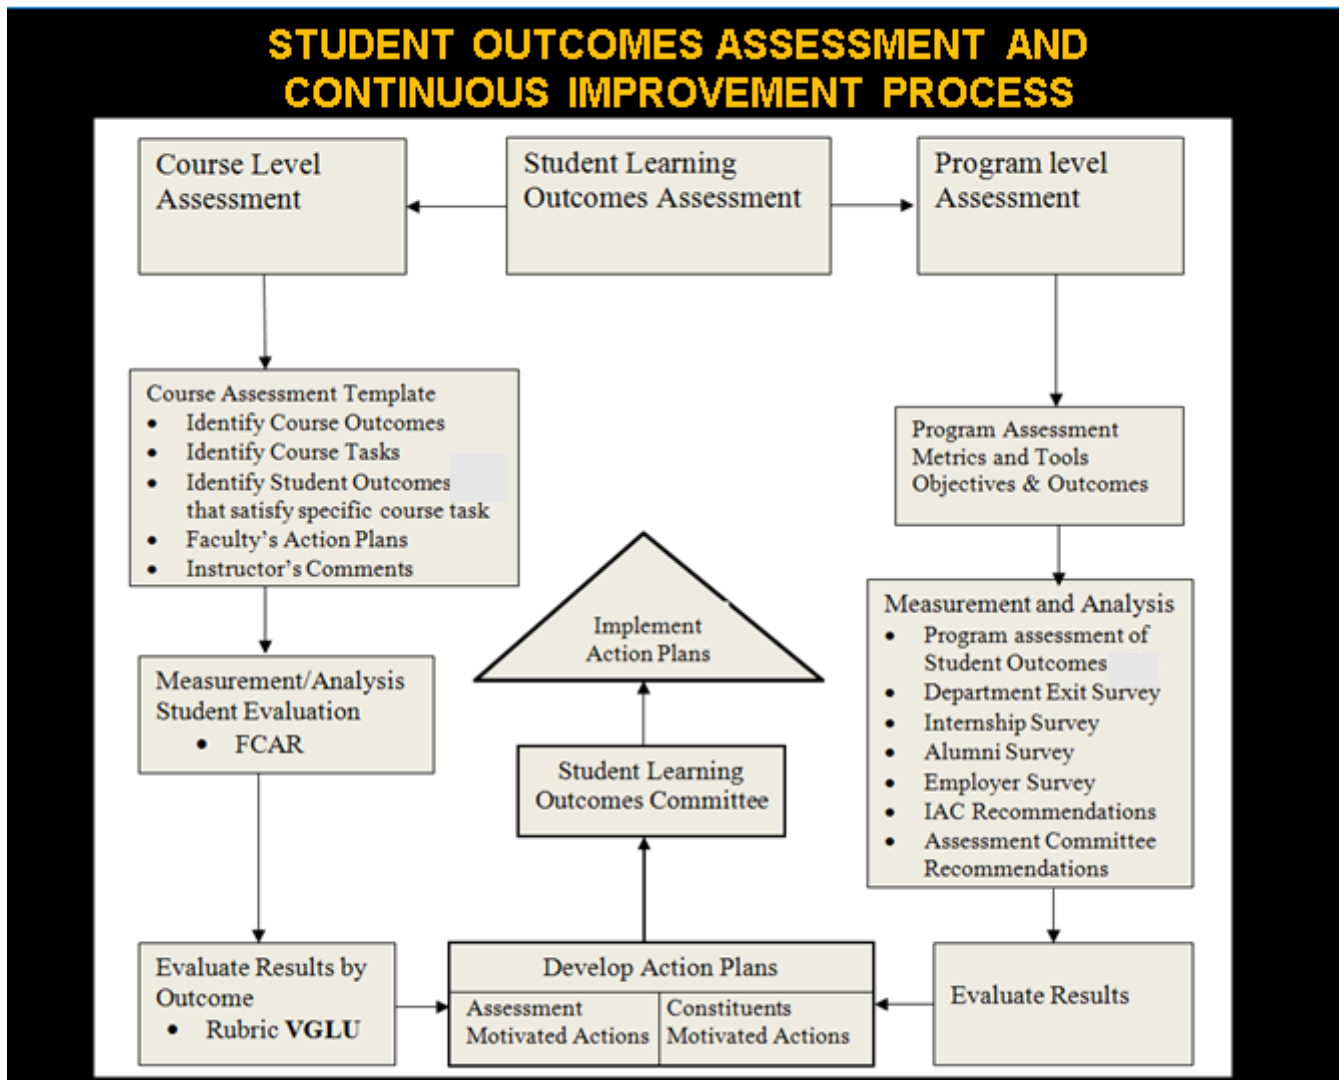 STUDENT OUTCOMES ASSESSMENT AND
CONTINUOUS IMPROVEMENT PROCESS
Course Level
Assessment
Student Learning
Outcomes Assessment
Program level
Assessment
Course Assessment Template
• Identify Course Outcomes
• Identify Course Tasks
• Identify Student Outcomes
that satisfy specific course task
• Faculty’s Action Plans
• Instructor’s Comments
Program Assessment
Metrics and Tools
Objectives & Outcomes
Measurement/Analysis
Student Evaluation
• FCAR
Implement
Action Plans
Measurement and Analysis
• Program assessment of
Student Outcomes
• Department Exit Survey
• Internship Survey
• Alumni Survey
• Employer Survey
• IAC Recommendations
• Assessment Committee
Recommendations
Student Learning
Outcomes Committee
Evaluate Results by
Outcome
• Rubric VGLU
Develop Action Plans
Assessment
Motivated Actions
Constituents
Motivated Actions
Evaluate Results